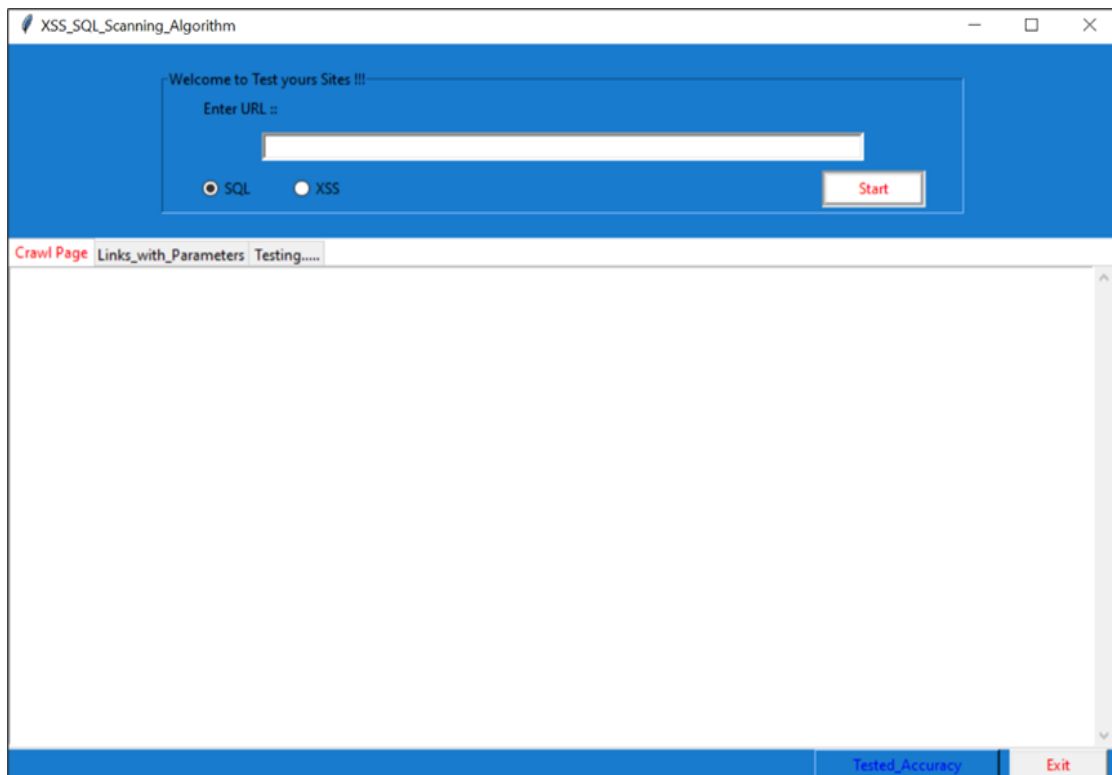 XSS_SQL_Scanning_Algorithm
Welcome to Test yours Sites !!!
Enter URL ::
SQL XSS Start
Crawl Page Links_with_Parameters Testing.....
Tested_Accuracy Exit